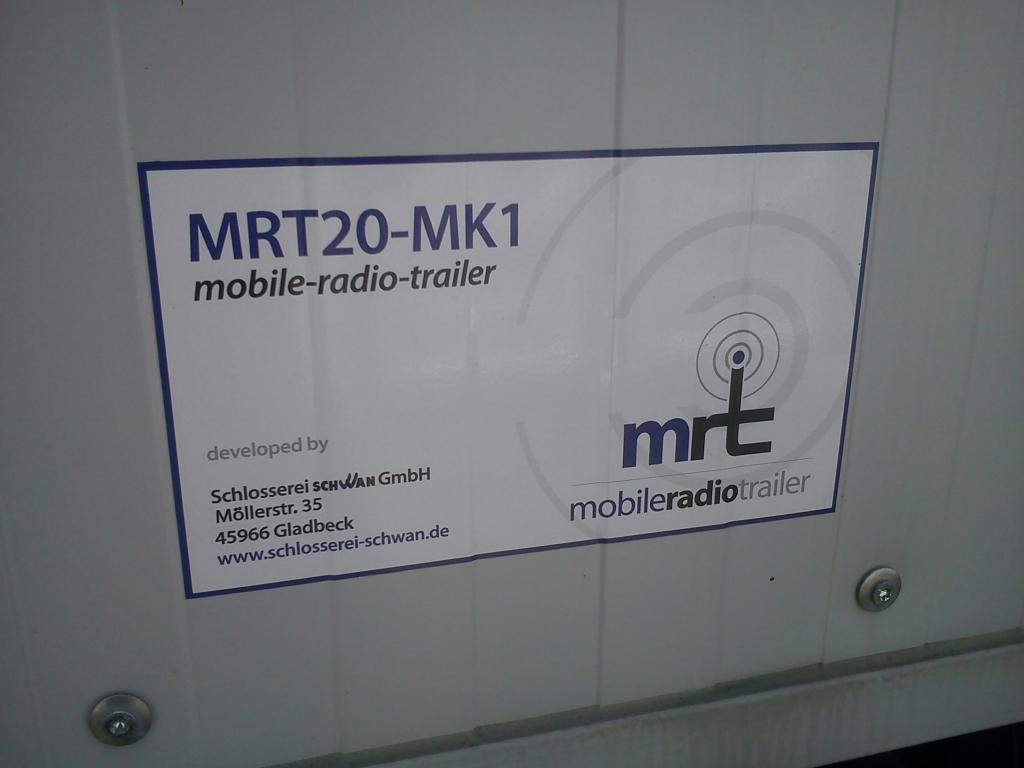 MRT20-MK1
mobile-radio-trailer
developed by
Schlosserei SCHWAN GmbH
Möllerstr. 35
45966 Gladbeck
www.schlosserei-schwan.de
mrt
mobileradiotrailer